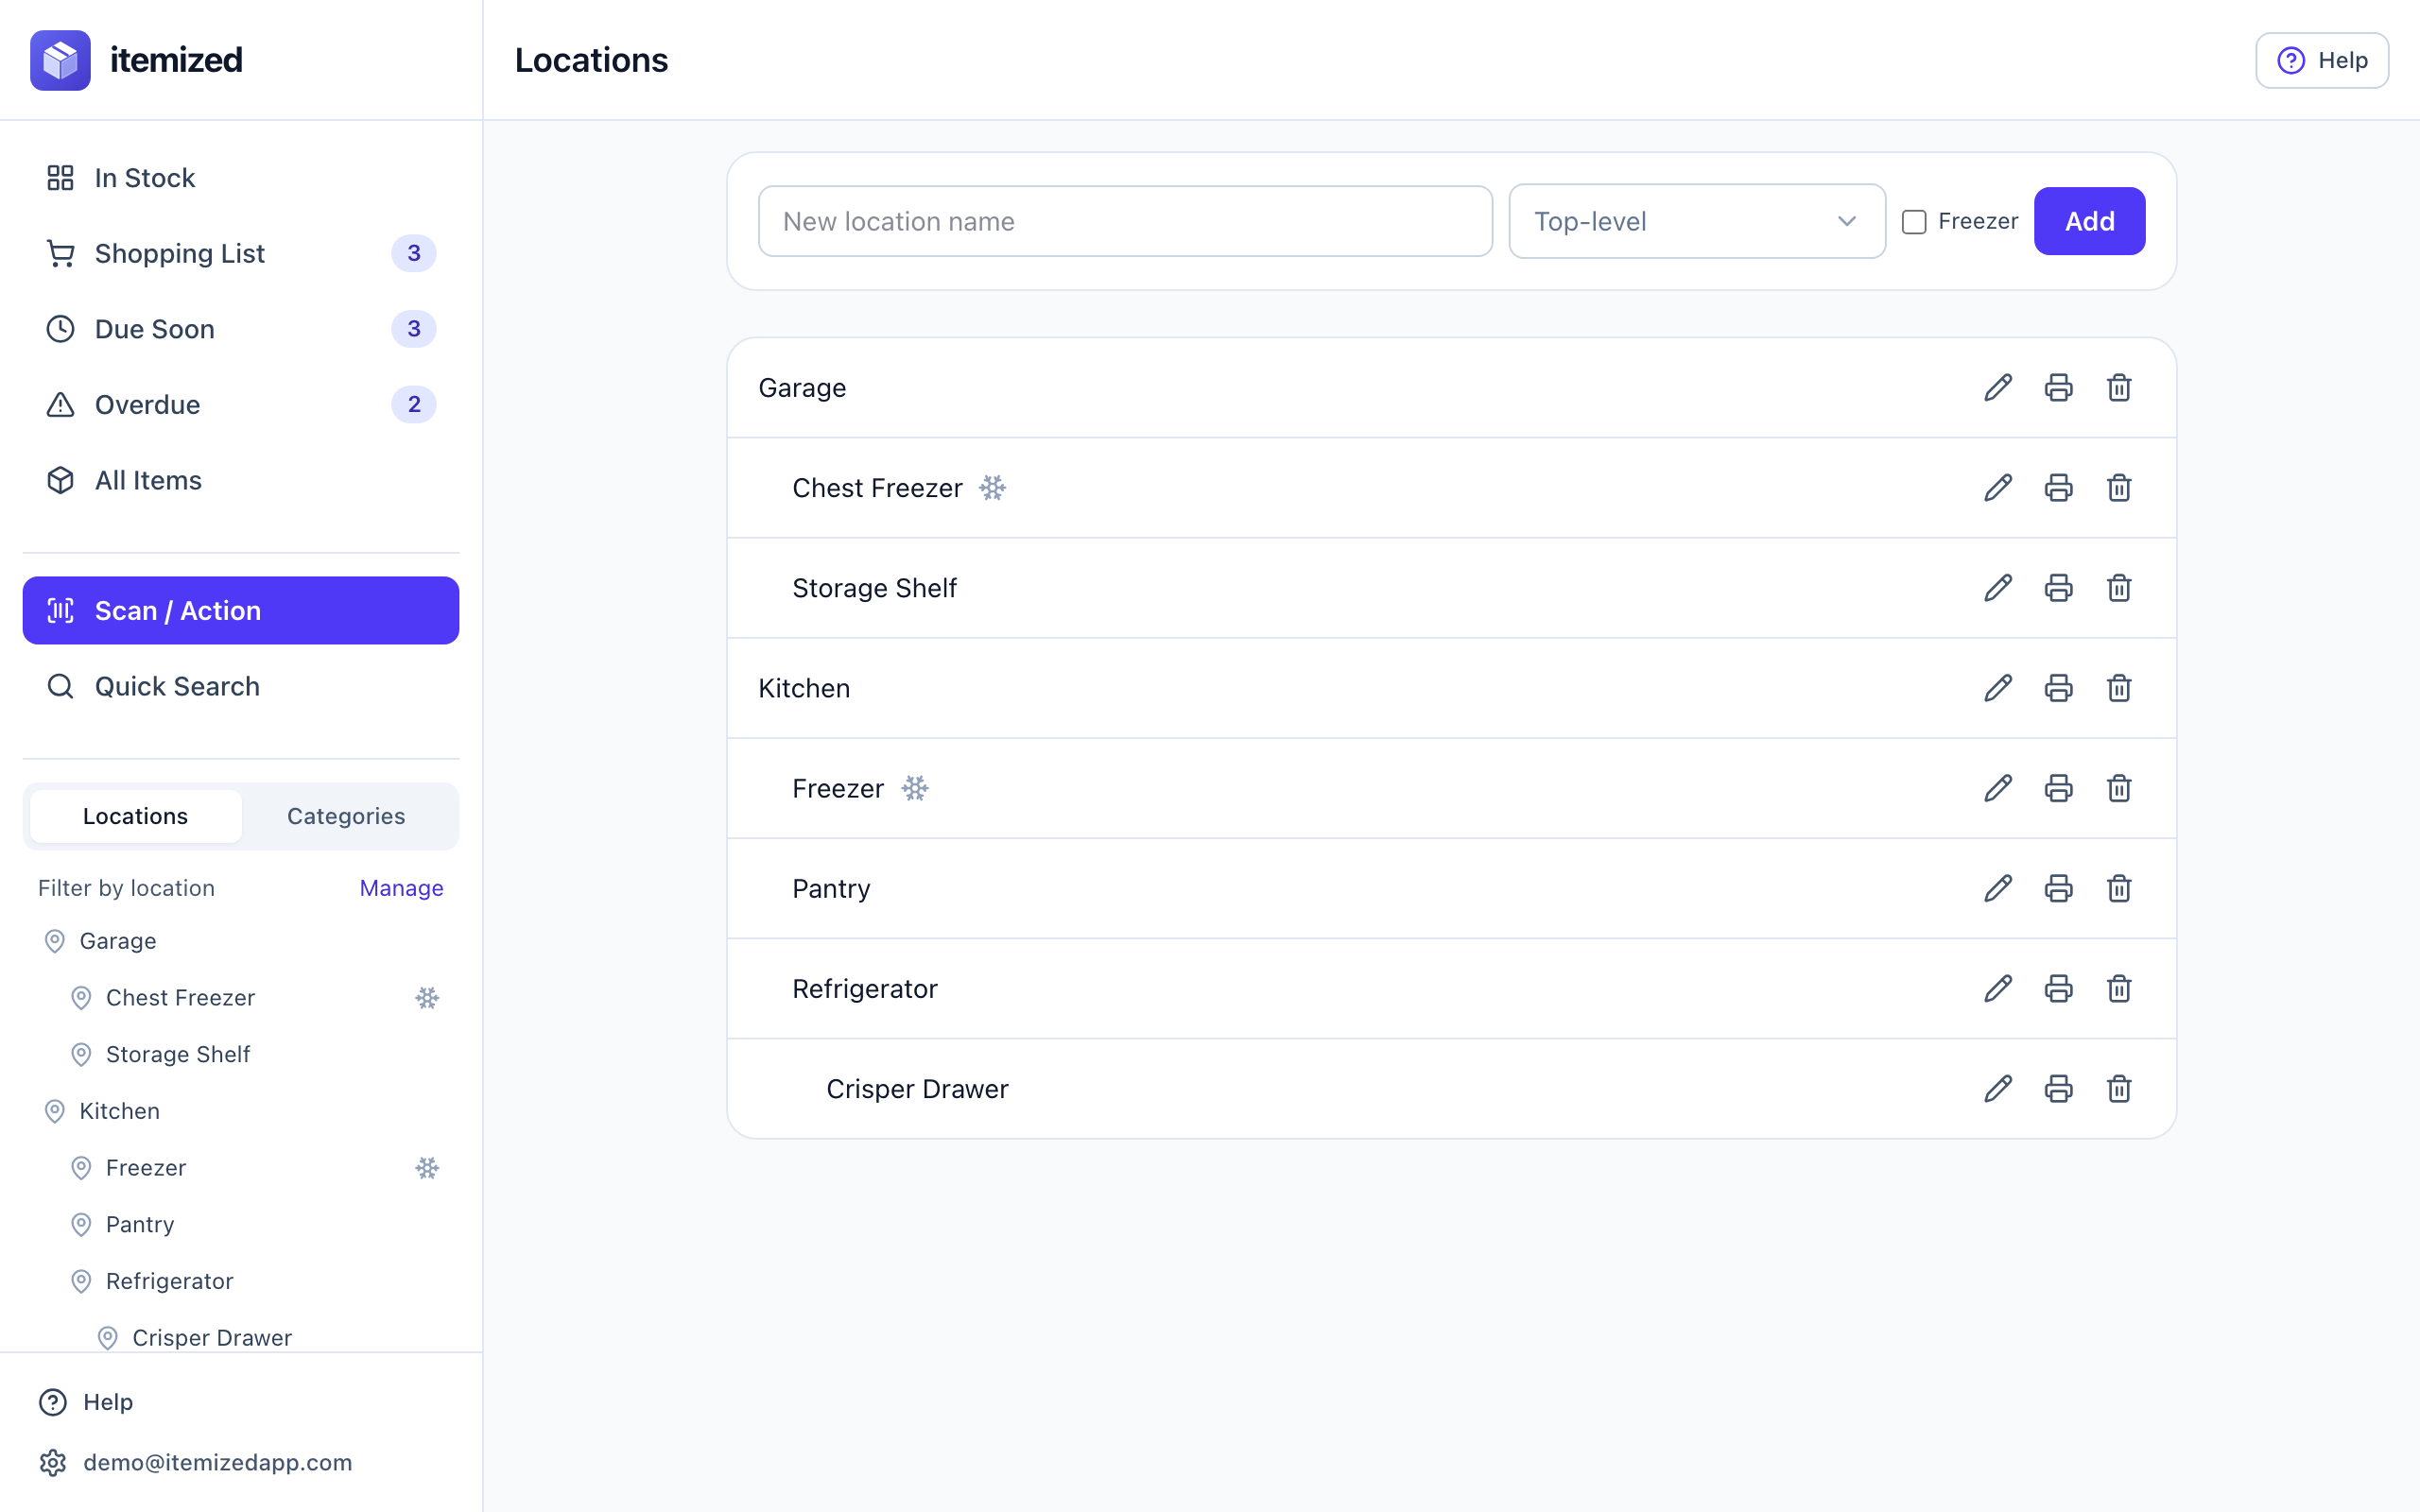 itemized
Locations
Help
In Stock
Shopping List 3
Due Soon 3
Overdue 2
All Items
Scan / Action
Quick Search
Locations Categories
Filter by location Manage
Garage
Chest Freezer
Storage Shelf
Kitchen
Freezer
Pantry
Refrigerator
Crisper Drawer
Help
demo@itemizedapp.com
New location name Top-level Freezer Add
Garage
Chest Freezer
Storage Shelf
Kitchen
Freezer
Pantry
Refrigerator
Crisper Drawer